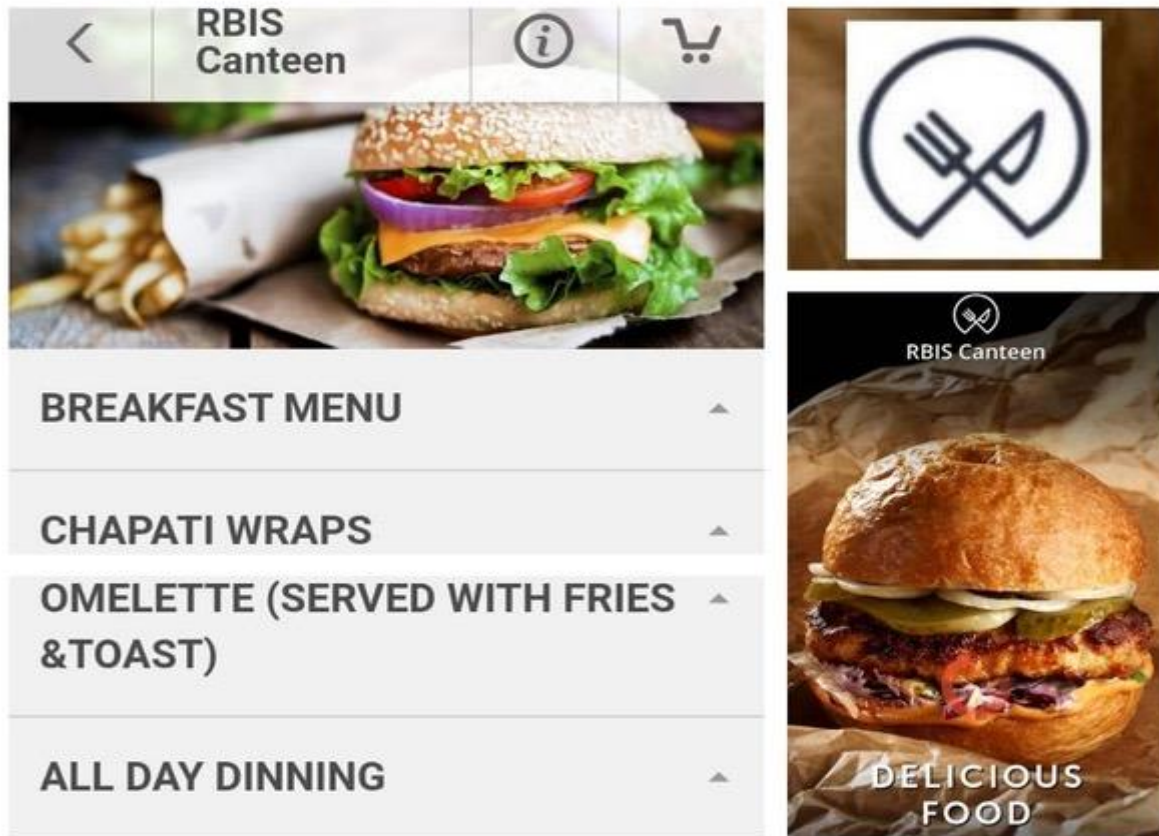 RBIS
Canteen
BREAKFAST MENU
CHAPATI WRAPS
OMELETTE (SERVED WITH FRIES
&TOAST)
ALL DAY DINNING
RBIS Canteen
DELICIOUS
FOOD